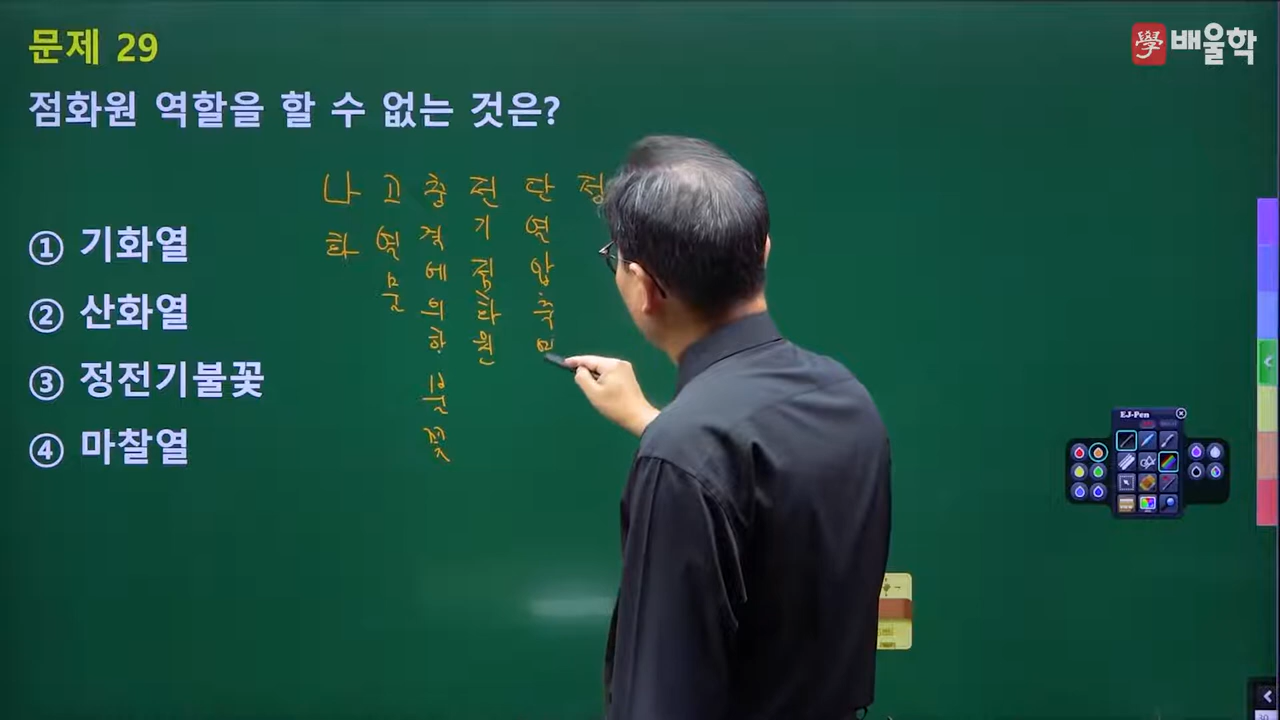 문제 29
學 배울학
점화원 역할을 할 수 없는 것은?
① 기화열
② 산화열
③ 정전기불꽃
④ 마찰열
나화
고열물
충격에의한불꽃
전기점화원
단열압축
정
EJ-Pen